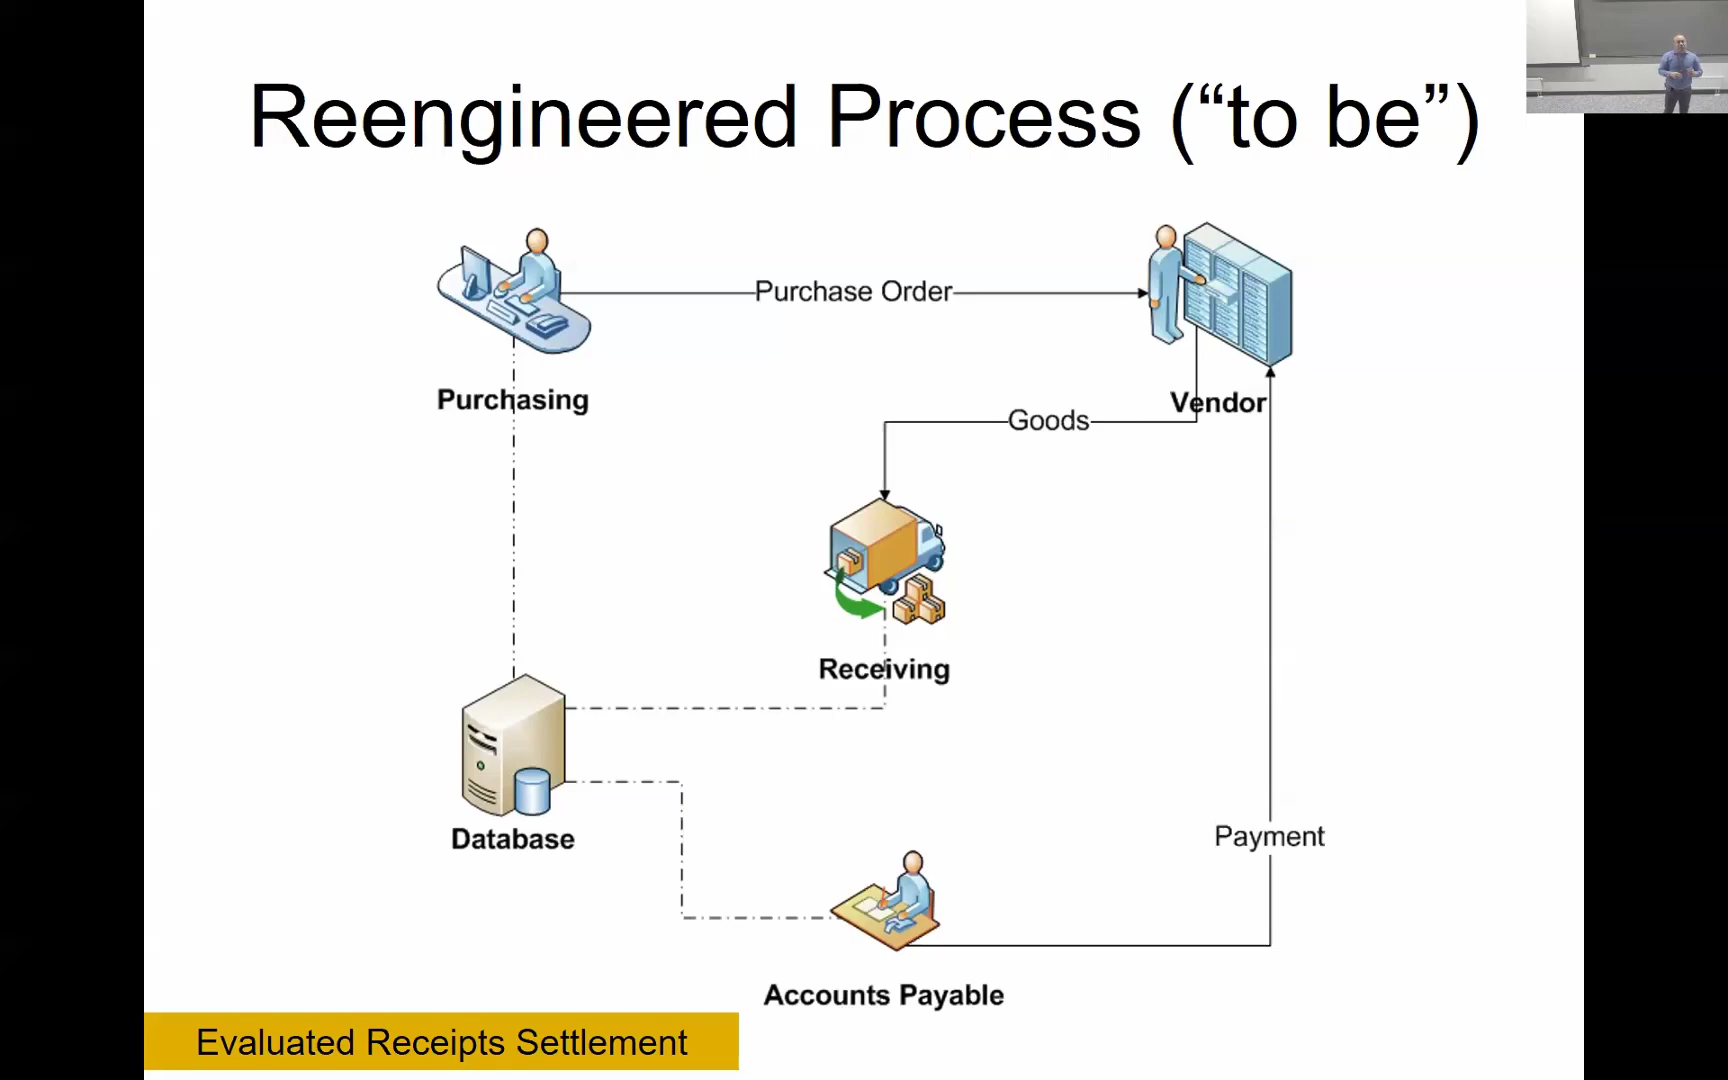 Reengineered Process (“to be”)
Purchase Order
Purchasing
Vendor
Goods
Receiving
Database
Payment
Accounts Payable
Evaluated Receipts Settlement